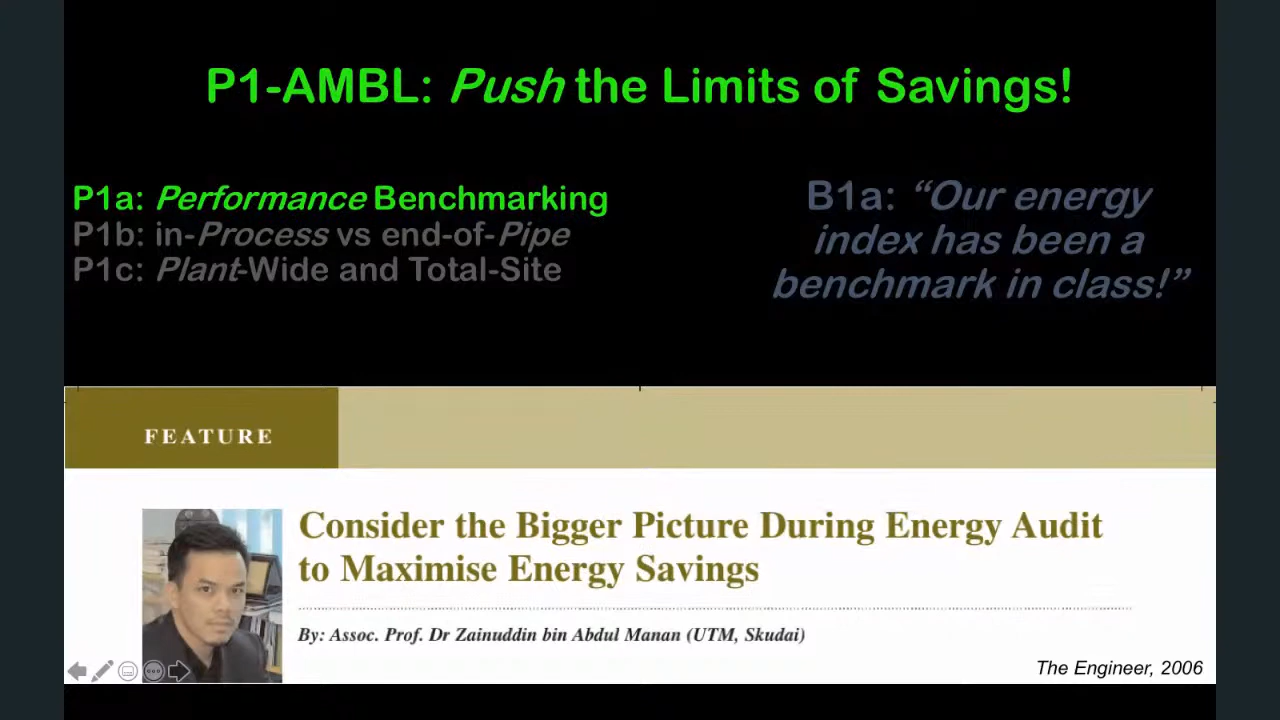 P1-AMBL: Push the Limits of Savings!
P1a: Performance Benchmarking
P1b: in-Process vs end-of-Pipe
P1c: Plant-Wide and Total-Site
B1a: “Our energy
index has been a
benchmark in class!”
FEATURE
Consider the Bigger Picture During Energy Audit
to Maximise Energy Savings
By: Assoc. Prof. Dr Zainuddin bin Abdul Manan (UTM, Skudai)
The Engineer, 2006